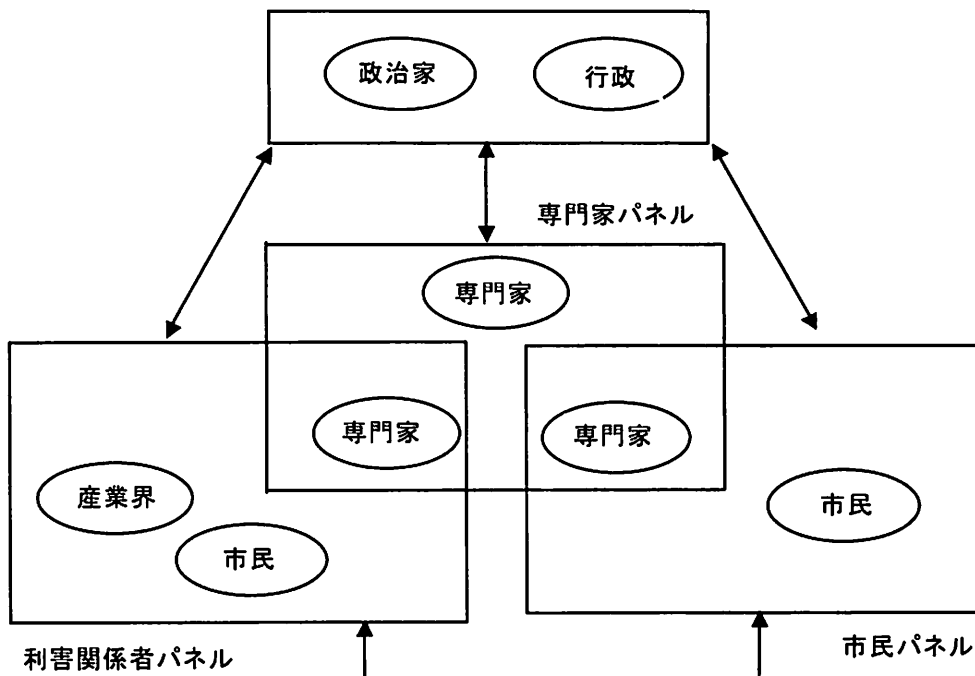 政治家
行政
専門家パネル
専門家
専門家
専門家
産業界
市民
市民
利害関係者パネル
市民パネル